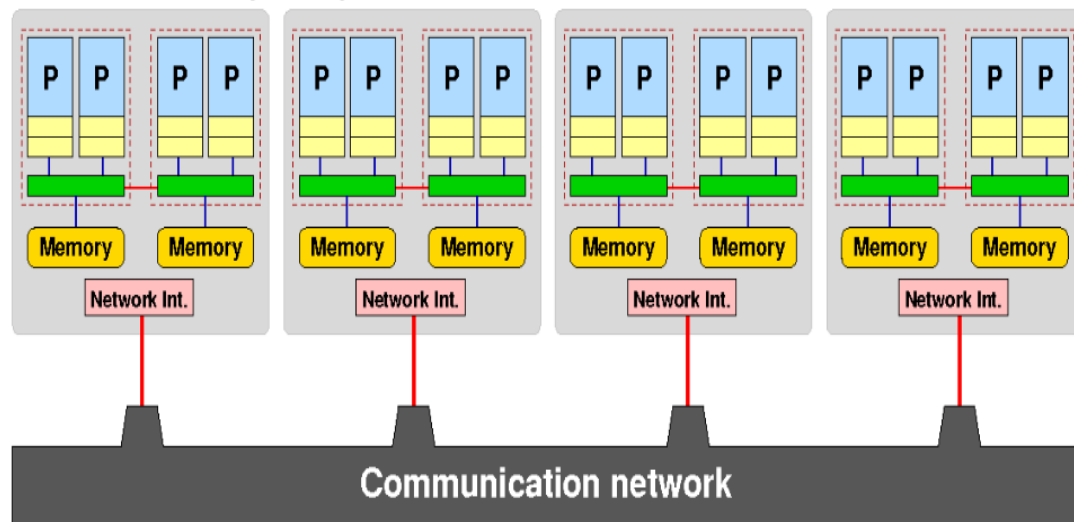 P P P P P P P P P P P P P P P P
Memory Memory Memory Memory Memory Memory Memory Memory
Network Int. Network Int. Network Int. Network Int.
Communication network